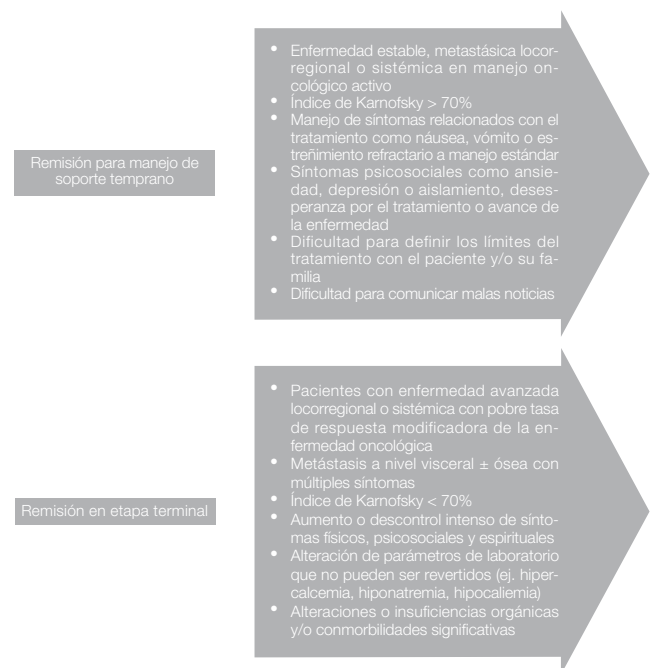 Remisión para manejo de
soporte temprano
• Enfermedad estable, metastásica locor-
regional o sistémica en manejo on-
cológico activo
• Índice de Karnofsky > 70%
• Manejo de síntomas relacionados con el
tratamiento como náusea, vómito o es-
treñimiento refractario a manejo estándar
• Síntomas psicosociales como ansie-
dad, depresión o aislamiento, deses-
peranza por el tratamiento o avance de
la enfermedad
• Dificultad para definir los límites del
tratamiento con el paciente y/o su fa-
milia
• Dificultad para comunicar malas noticias
Remisión en etapa terminal
• Pacientes con enfermedad avanzada
locorregional o sistémica con pobre tasa
de respuesta modificadora de la en-
fermedad oncológica
• Metástasis a nivel visceral ± ósea con
múltiples síntomas
• Índice de Karnofsky < 70%
• Aumento o descontrol intenso de sínto-
mas físicos, psicosociales y espirituales
• Alteración de parámetros de laboratorio
que no pueden ser revertidos (ej. hiper-
calcemia, hiponatremia, hipocaliemia)
• Alteraciones o insuficiencias orgánicas
y/o conmorbilidades significativas